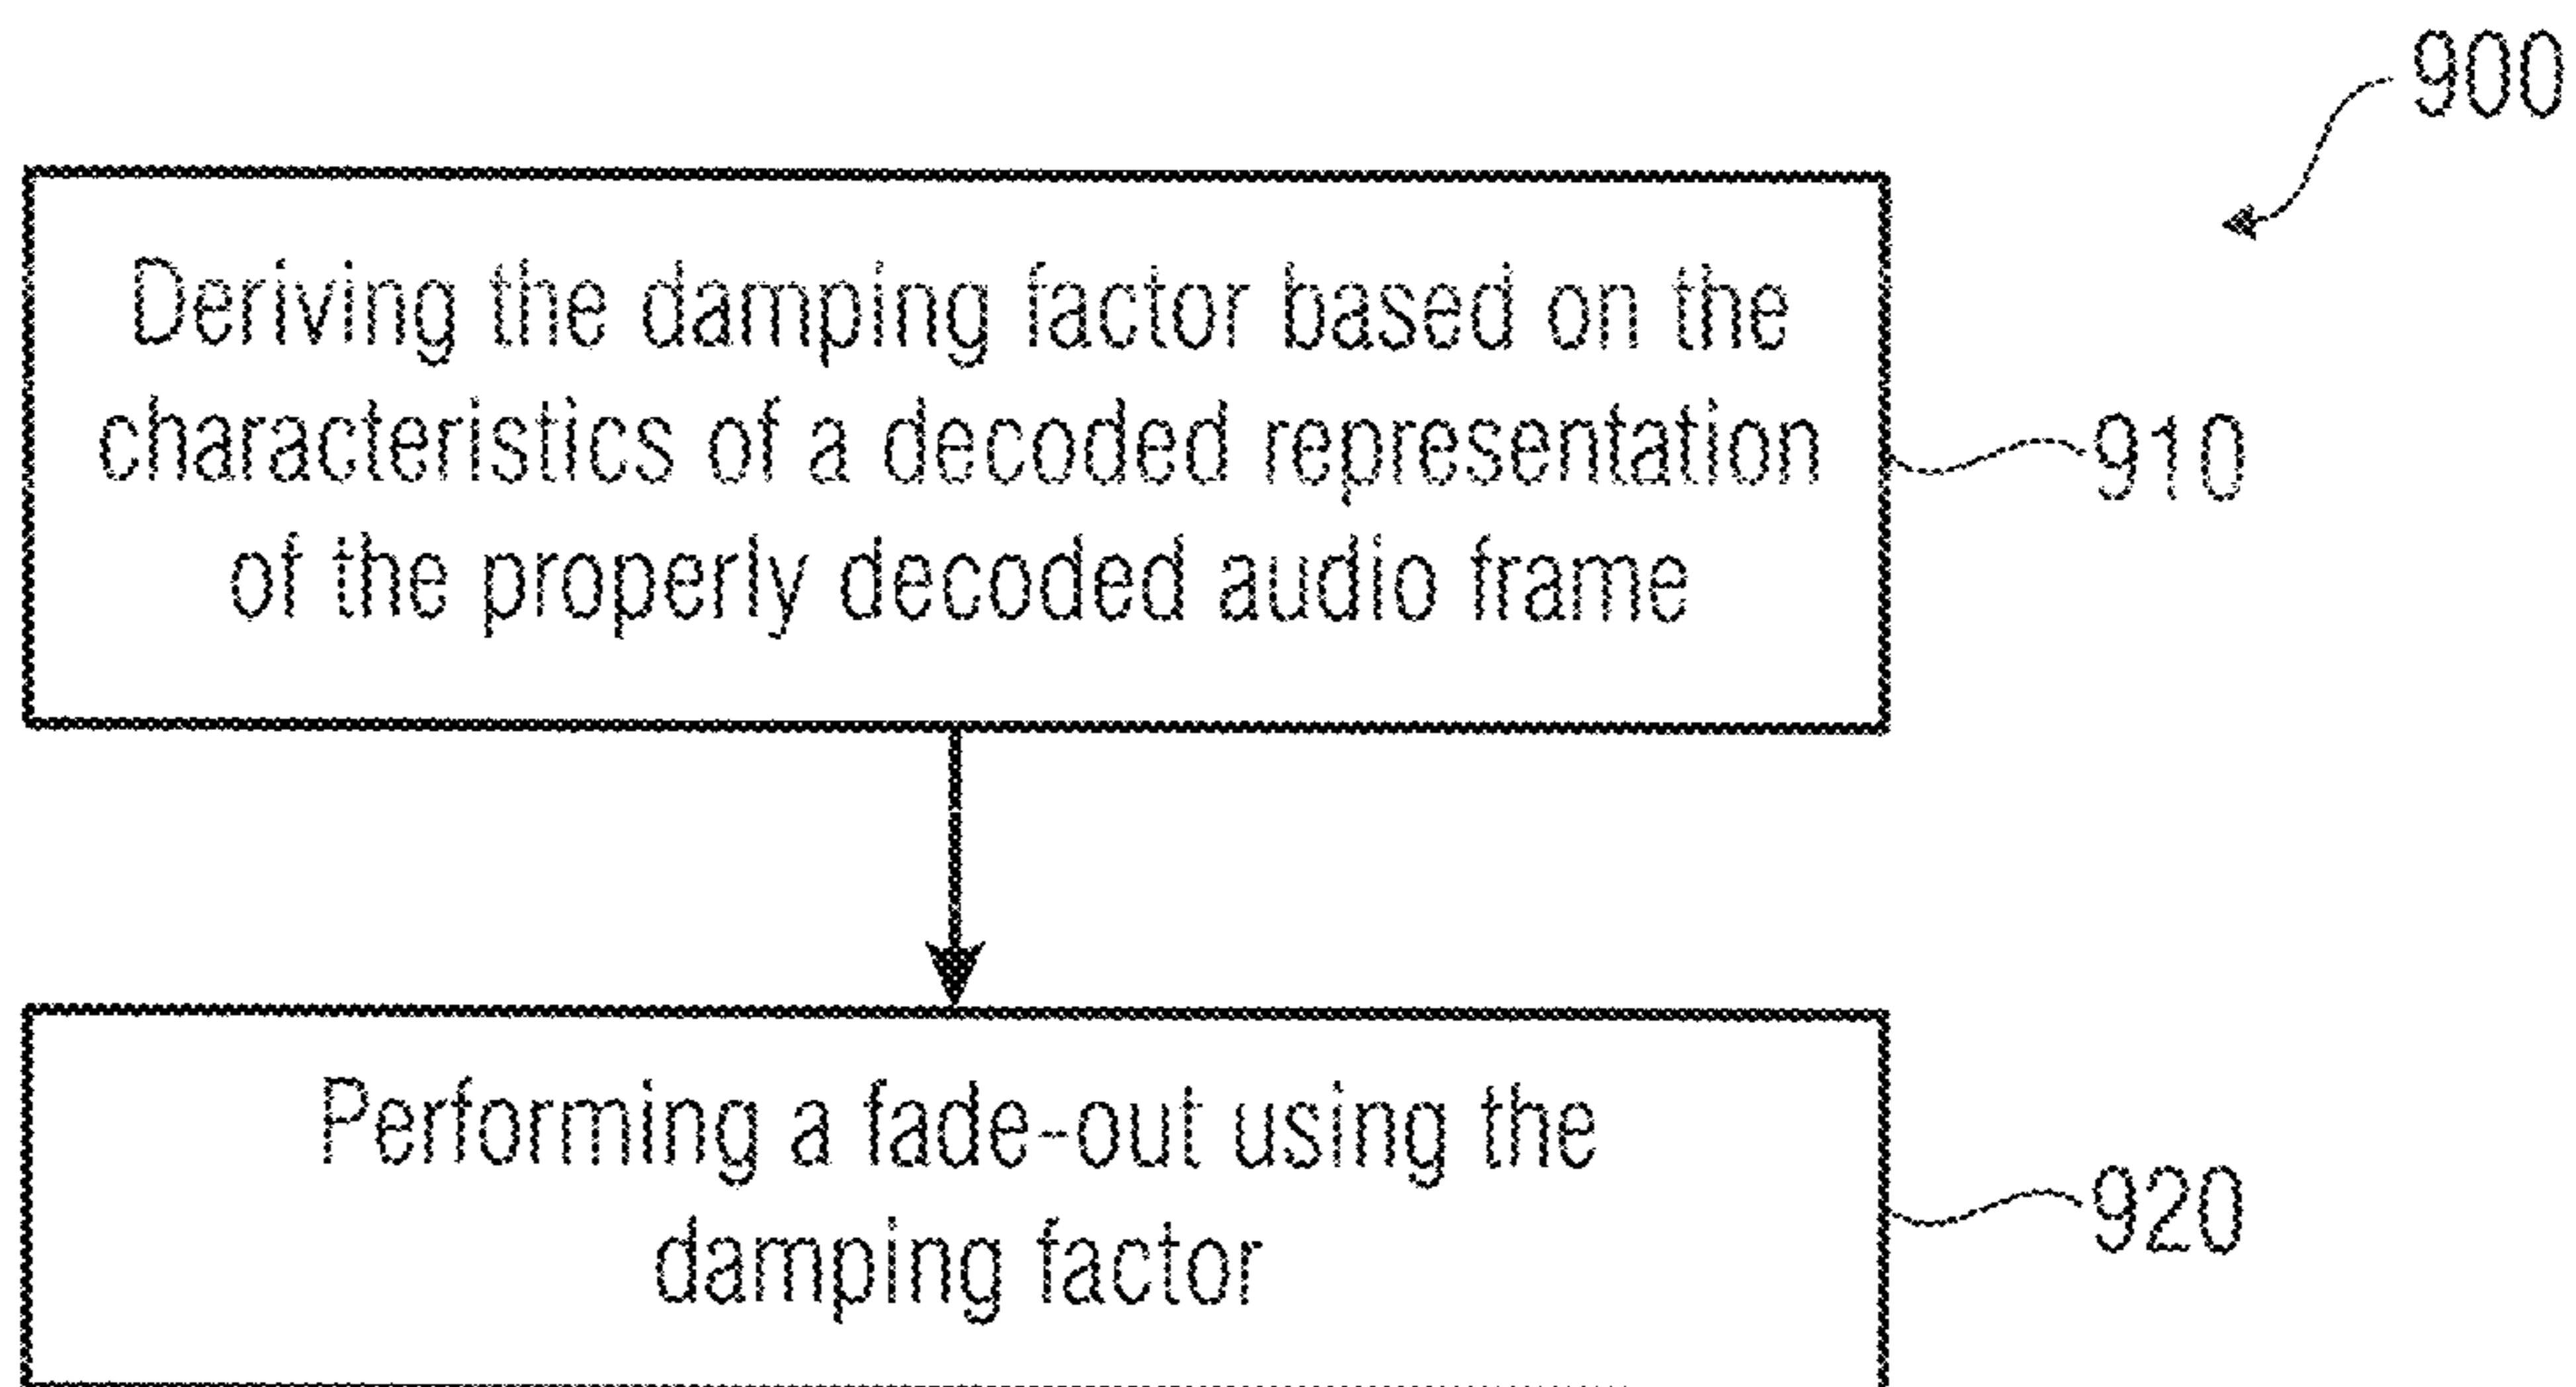 900
Deriving the damping factor based on the
characteristics of a decoded representation
of the properly decoded audio frame
910
Performing a fade-out using the
damping factor
920